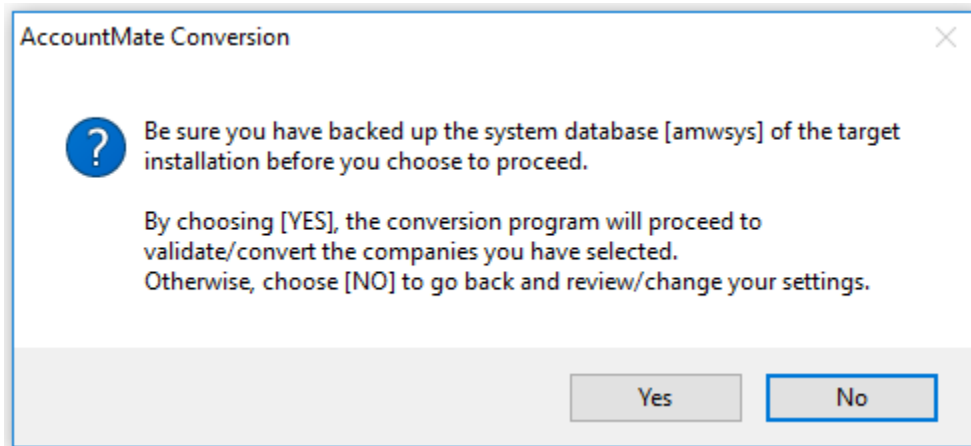 AccountMate Conversion
?
Be sure you have backed up the system database [amwsys] of the target
installation before you choose to proceed.
By choosing [YES], the conversion program will proceed to
validate/convert the companies you have selected.
Otherwise, choose [NO] to go back and review/change your settings.
Yes
No